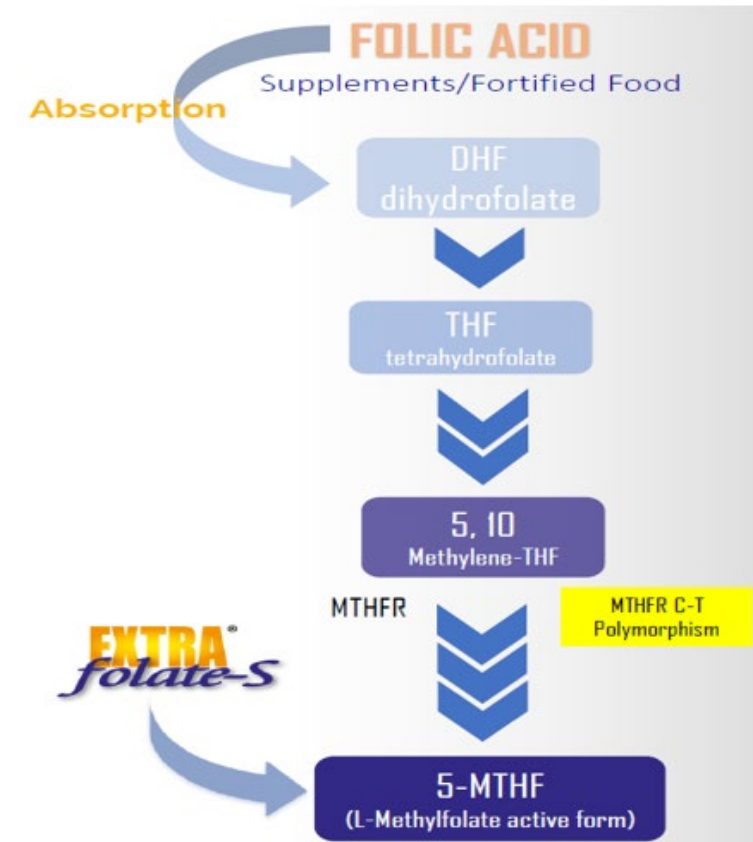 FOLIC ACID
Supplements/Fortified Food
Absorption
DHF
dihydrofolate
THF
tetrahydrofolate
5, 10
Methylene-THF
MTHFR
MTHFR C-T
Polymorphism
EXTRA®
folate-S
5-MTHF
(L-Methylfolate active form)